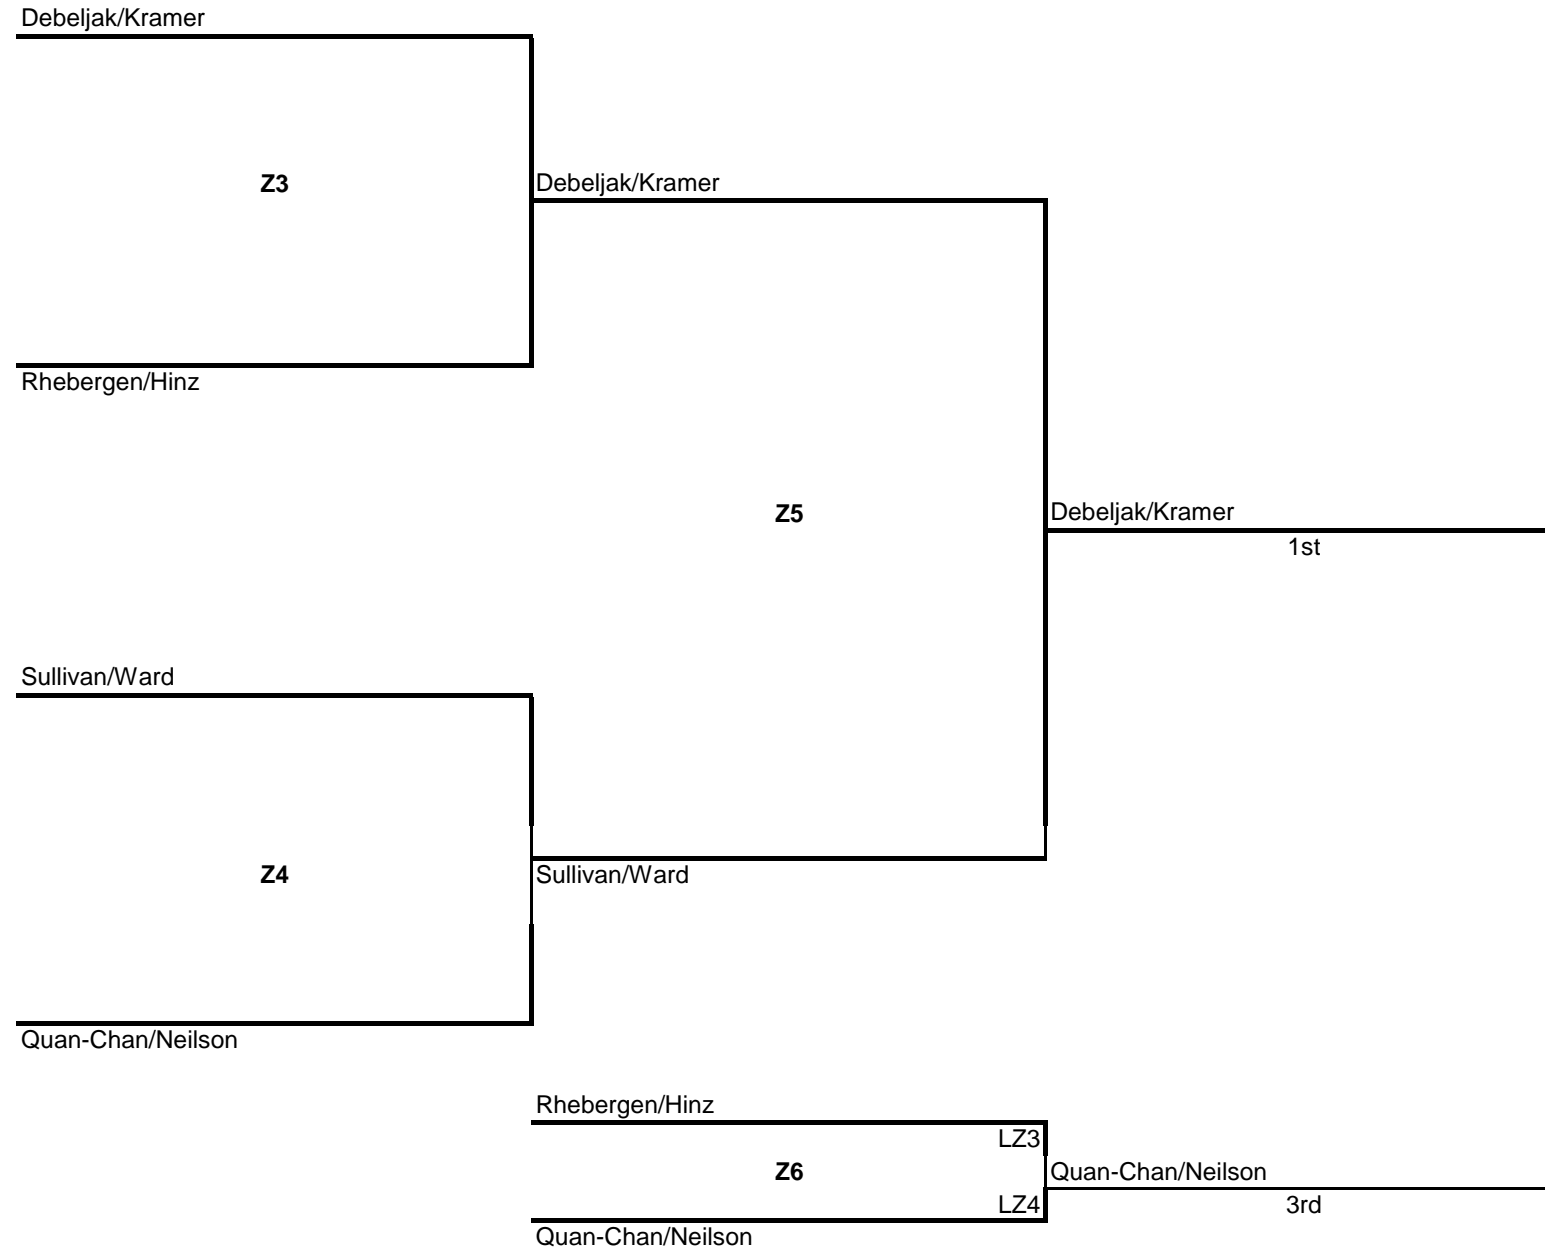 Debeljak/Kramer
Z3
Debeljak/Kramer
Rhebergen/Hinz
Z5
Debeljak/Kramer
1st
Sullivan/Ward
Z4
Sullivan/Ward
Quan-Chan/Neilson
Rhebergen/Hinz
LZ3
Z6
Quan-Chan/Neilson
LZ4
3rd
Quan-Chan/Neilson